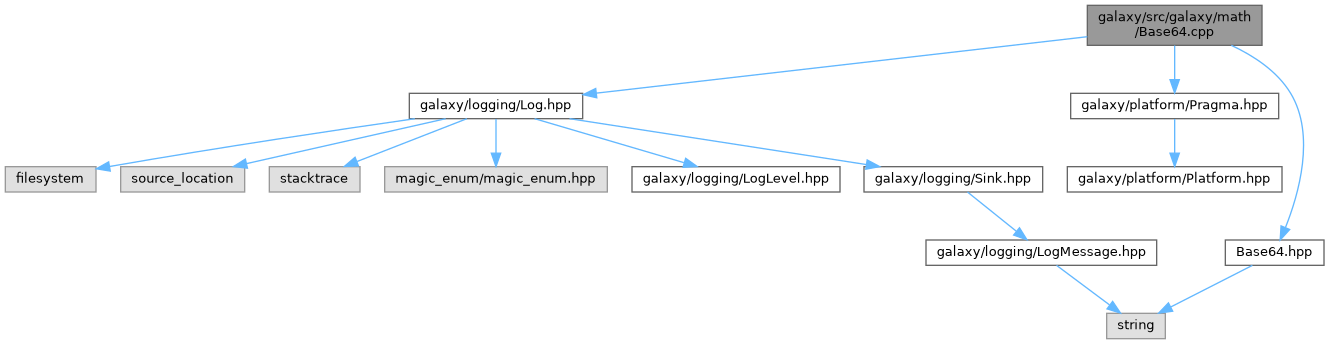 galaxy/src/galaxy/math
/Base64.cpp
galaxy/logging/Log.hpp
galaxy/platform/Pragma.hpp
filesystem
source_location
stacktrace
magic_enum/magic_enum.hpp
galaxy/logging/LogLevel.hpp
galaxy/logging/Sink.hpp
galaxy/platform/Platform.hpp
galaxy/logging/LogMessage.hpp
Base64.hpp
string